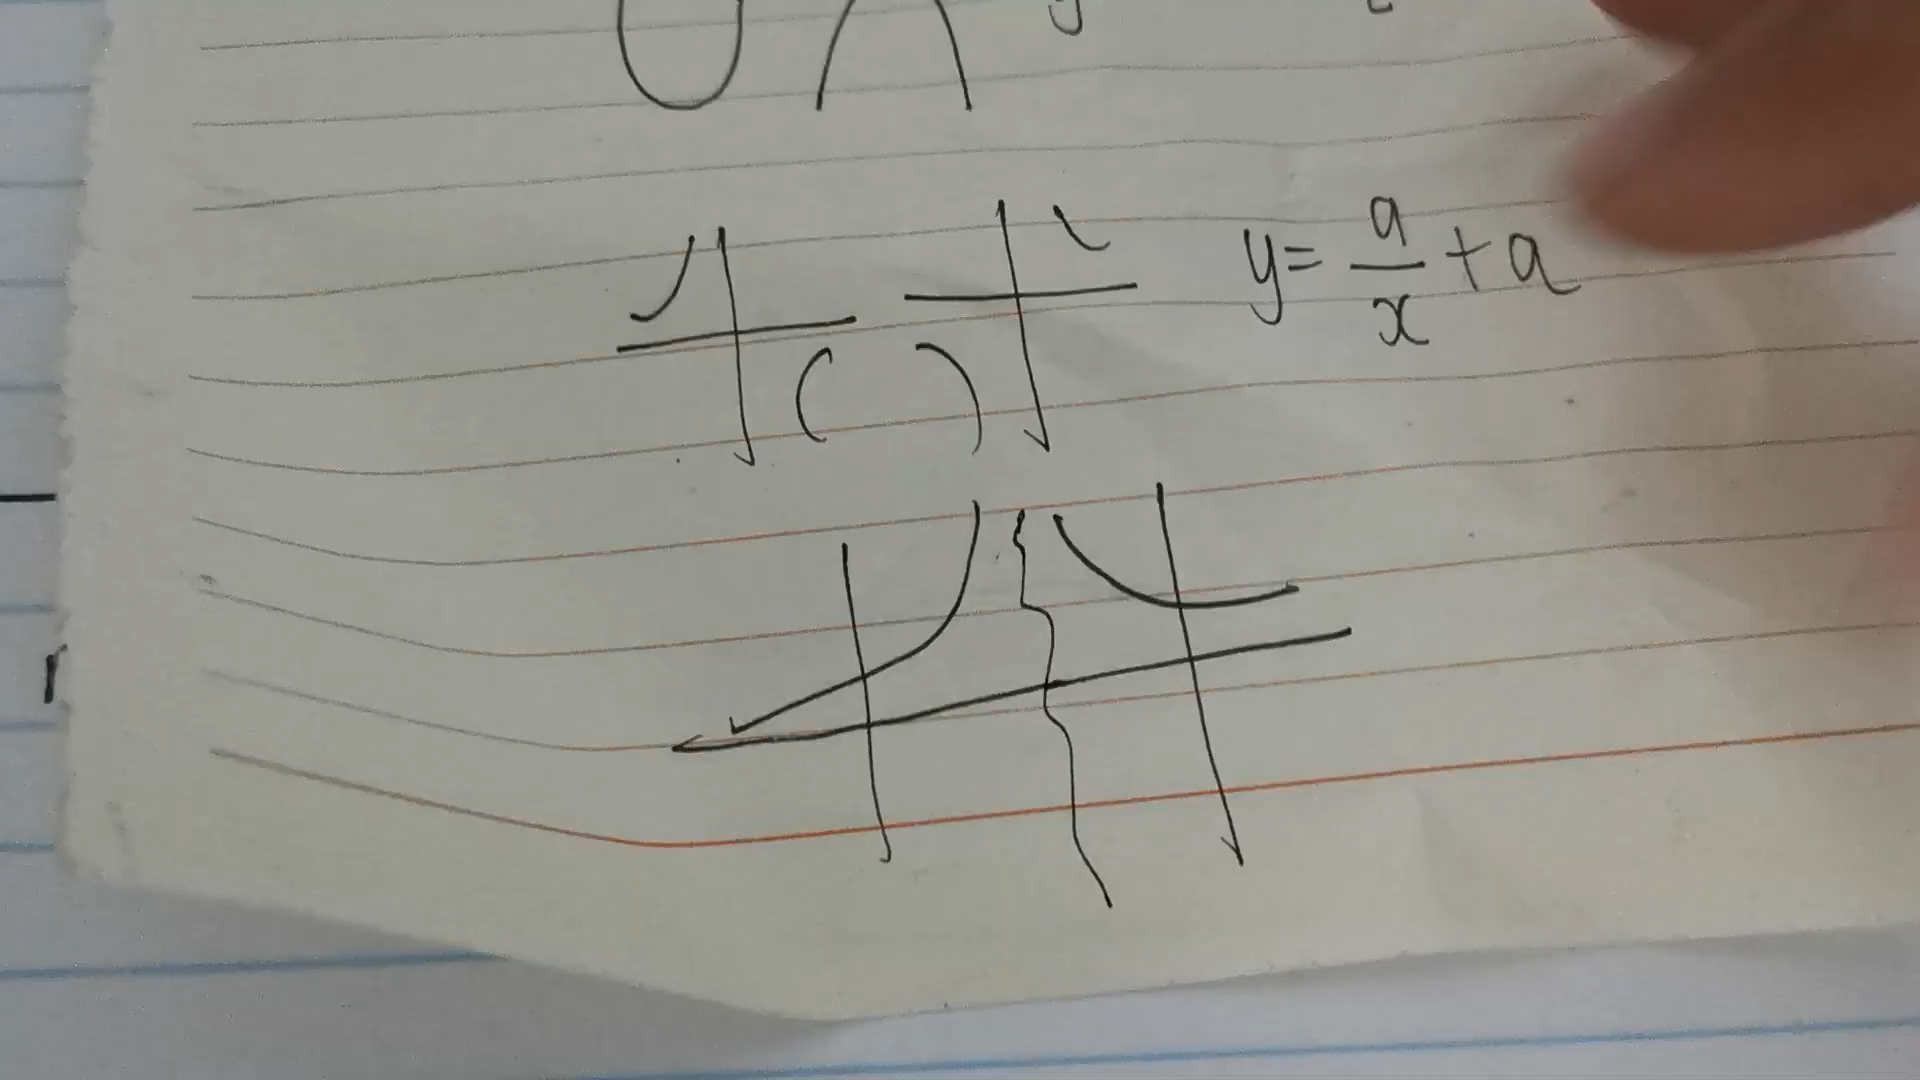 y = a/x + a